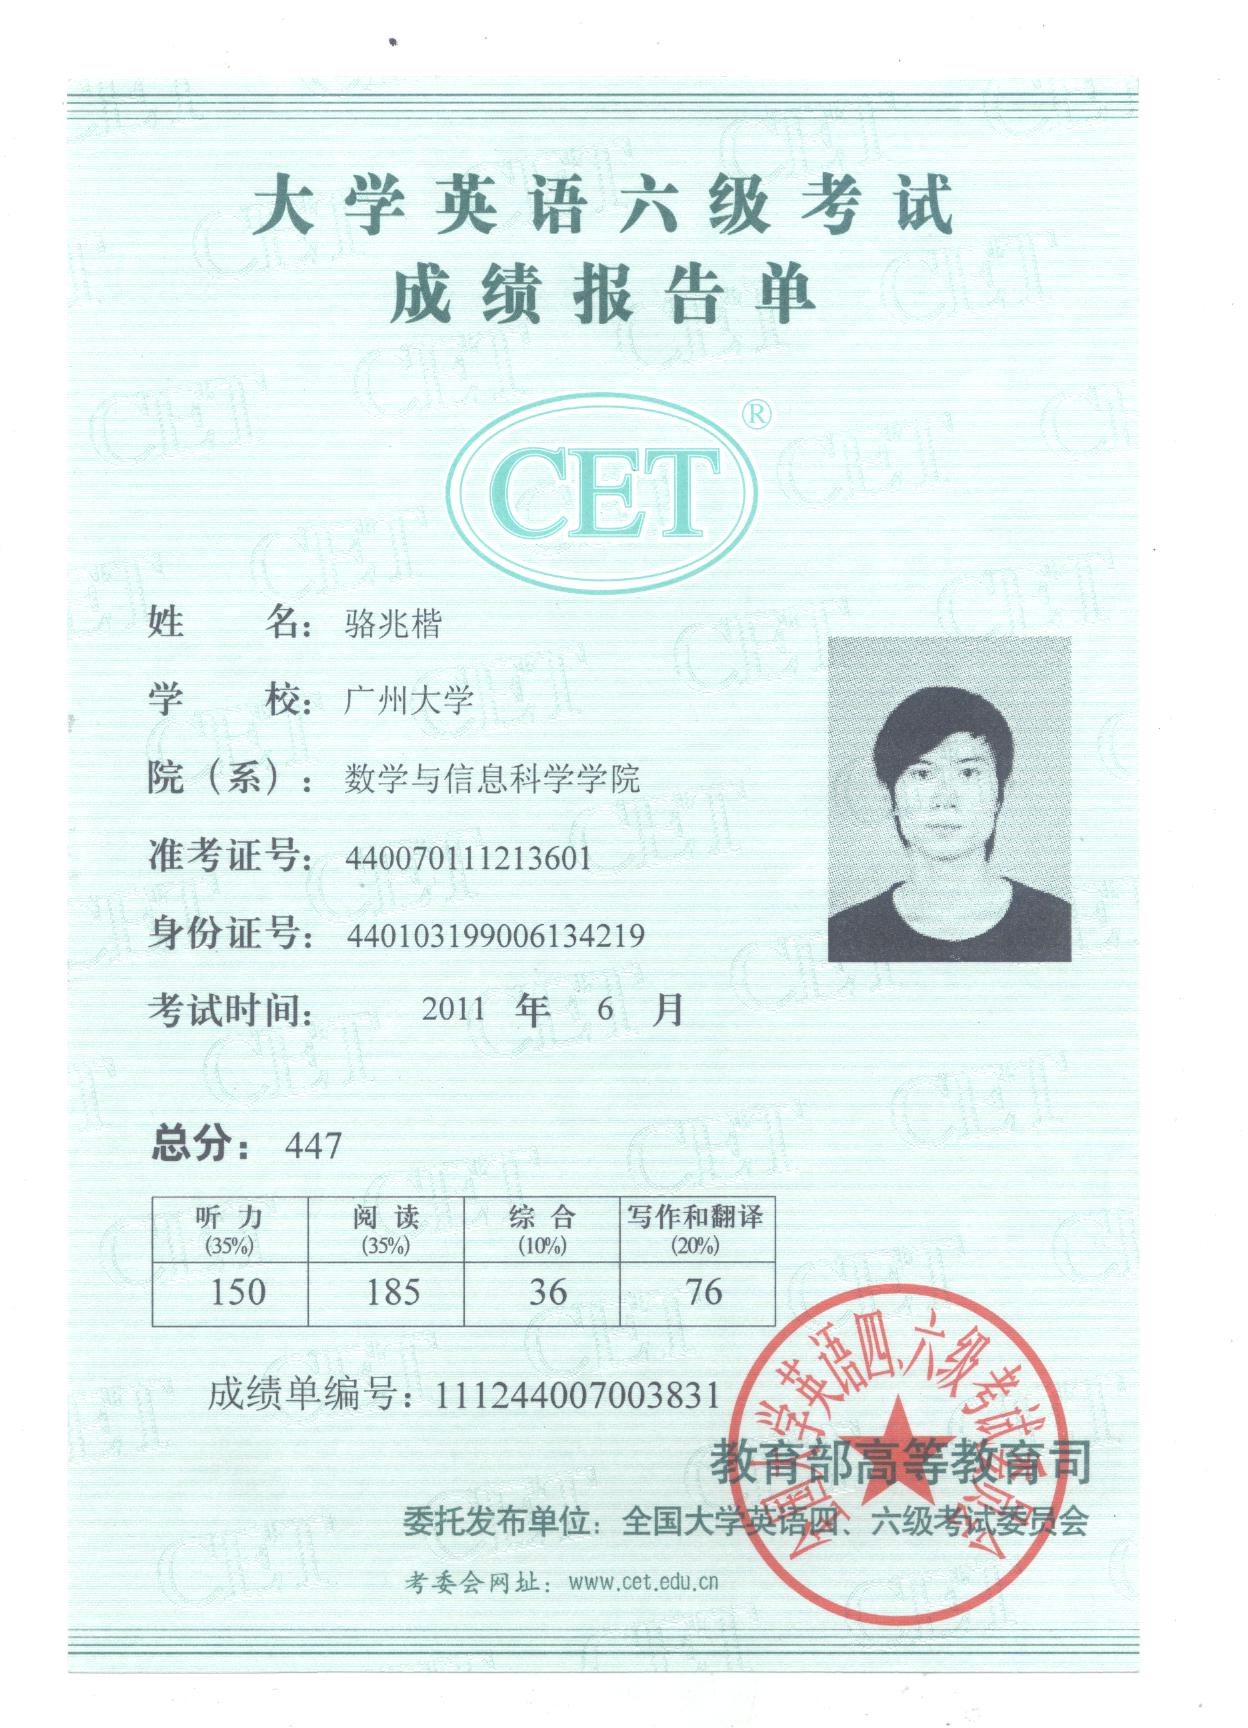 大学英语六级考试
成绩报告单
CET®
姓 名： 骆兆楷
学 校： 广州大学
院（系）： 数学与信息科学学院
准考证号： 440070111213601
身份证号： 440103199006134219
考试时间： 2011 年 6 月
总分： 447
听 力 阅 读 综 合 写作和翻译
(35%) (35%) (10%) (20%)
150 185 36 76
成绩单编号：111244007003831
全国大学英语四、六级考试委员会
教育部高等教育司
委托发布单位：全国大学英语四、六级考试委员会
考委会网址：www.cet.edu.cn